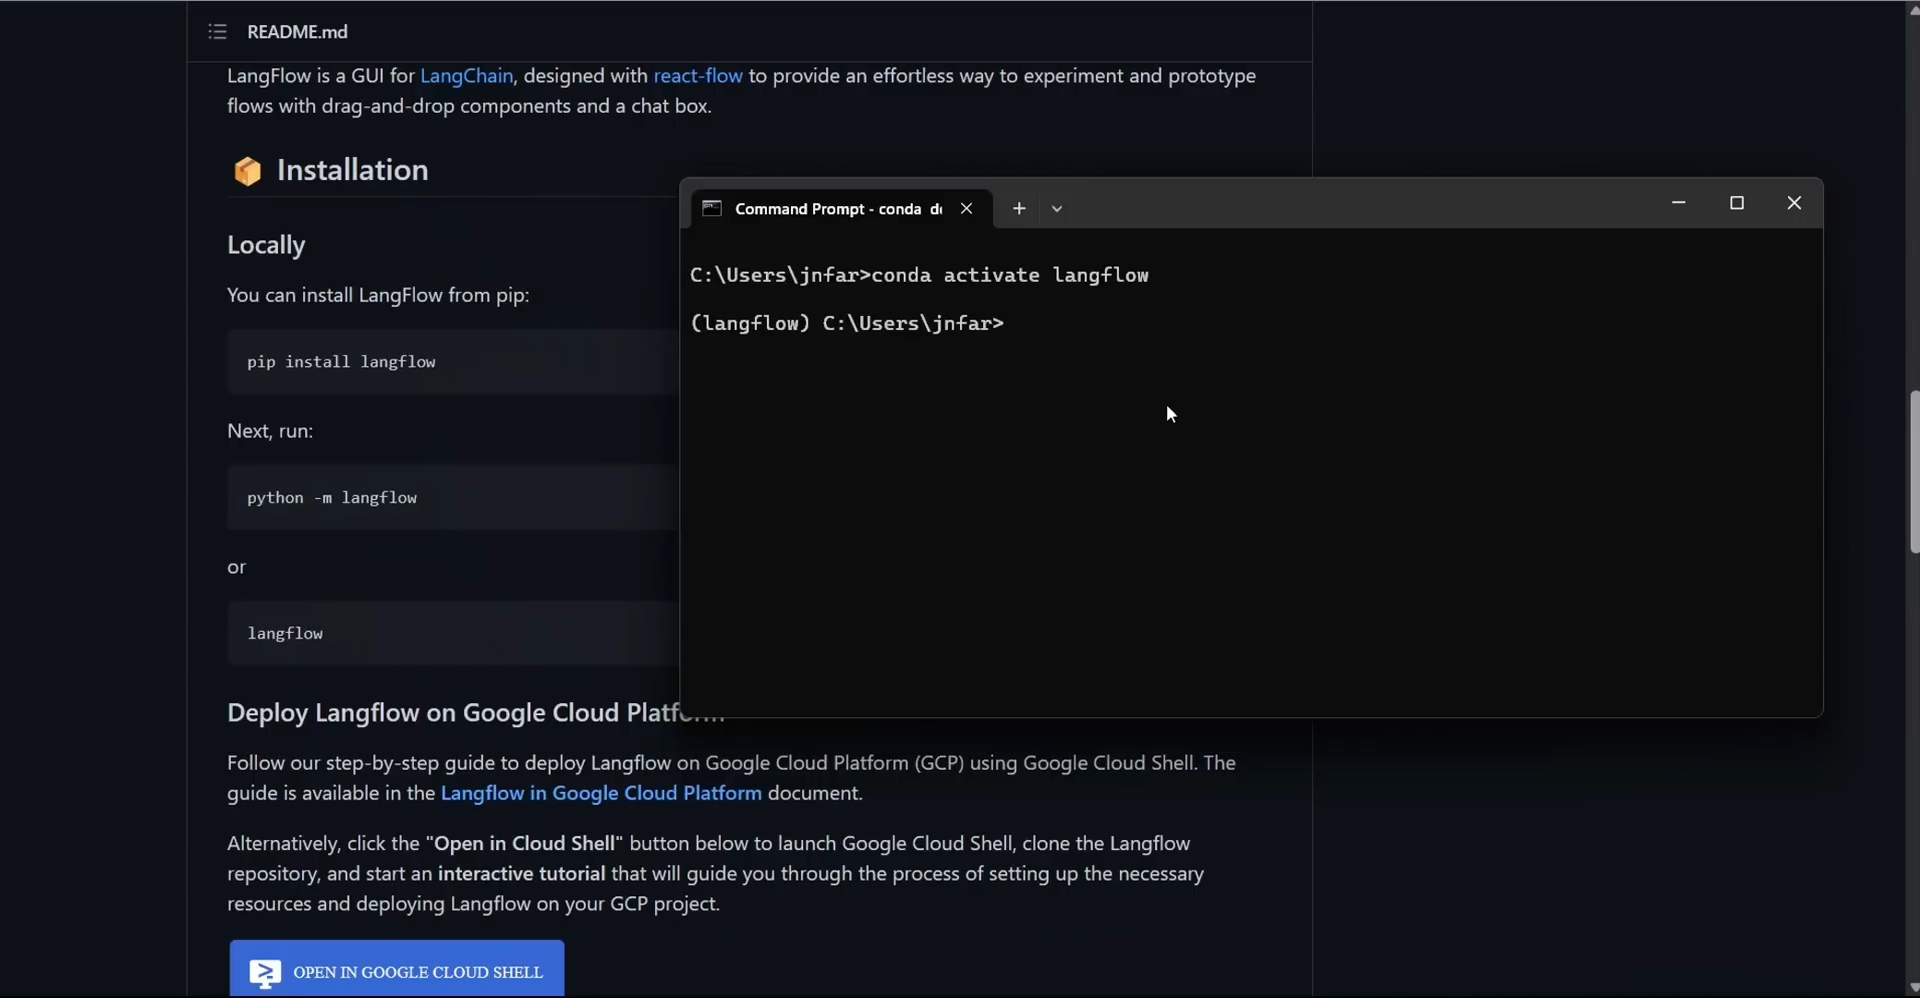 README.md
LangFlow is a GUI for LangChain, designed with react-flow to provide an effortless way to experiment and prototype
flows with drag-and-drop components and a chat box.
Installation
Locally
You can install LangFlow from pip:
pip install langflow
Next, run:
python -m langflow
or
langflow
Command Prompt - conda
C:\Users\jnfar>conda activate langflow
(langflow) C:\Users\jnfar>
Deploy Langflow on Google Cloud
Follow our step-by-step guide to deploy Langflow on Google Cloud Platform (GCP) using Google Cloud Shell. The
guide is available in the Langflow in Google Cloud Platform document.
Alternatively, click the "Open in Cloud Shell" button below to launch Google Cloud Shell, clone the Langflow
repository, and start an interactive tutorial that will guide you through the process of setting up the necessary
resources and deploying Langflow on your GCP project.
OPEN IN GOOGLE CLOUD SHELL